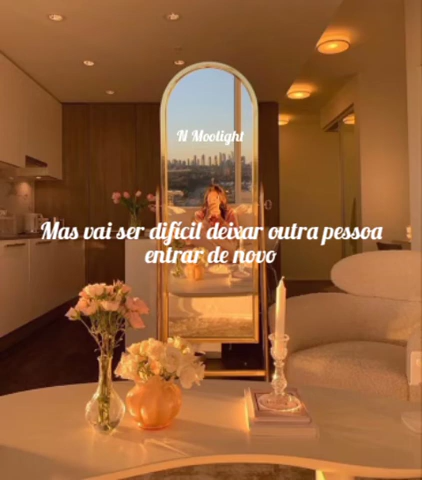 N Moolight
Mas vai ser difícil deixar outra pessoa
entrar de novo